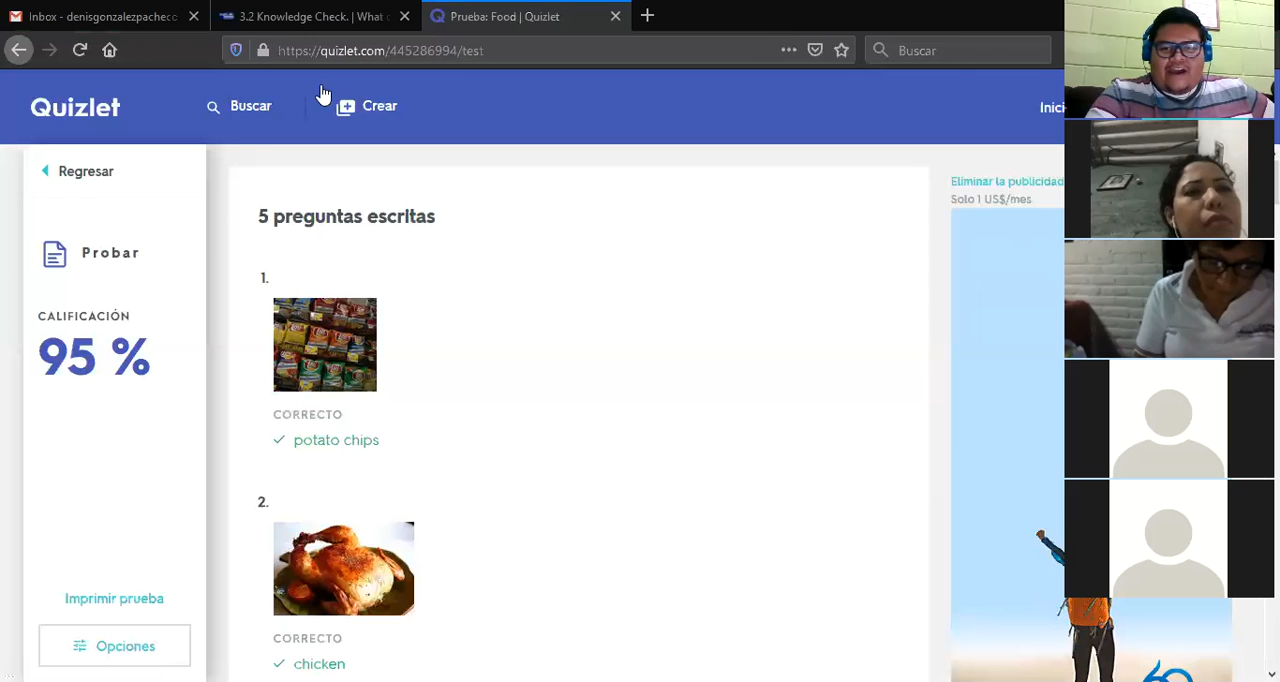 Inbox - denisgonzalezpacheco
3.2 Knowledge Check. | What c
Prueba: Food | Quizlet
https://quizlet.com/445286994/test
Buscar
Quizlet
Buscar
Crear
Inici
Regresar
Probar
CALIFICACIÓN
95 %
Imprimir prueba
Opciones
5 preguntas escritas
1.
CORRECTO
potato chips
2.
CORRECTO
chicken
Eliminar la publicidad
Solo 1 US$/mes